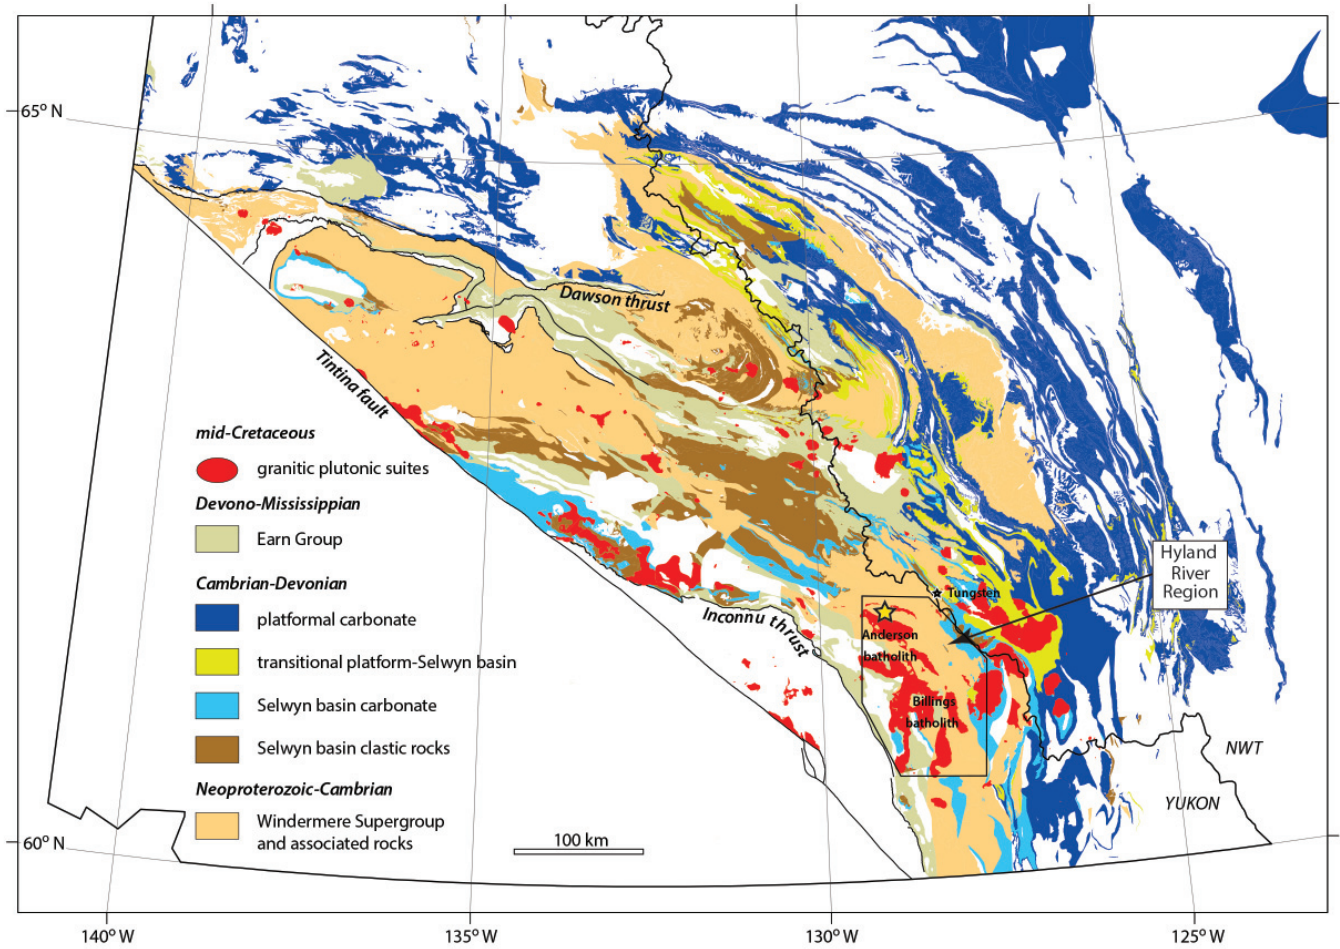 65° N
Dawson thrust
Tintina fault
mid-Cretaceous
granitic plutonic suites
Devono-Mississippian
Earn Group
Cambrian-Devonian
platformal carbonate
transitional platform-Selwyn basin
Selwyn basin carbonate
Selwyn basin clastic rocks
Neoproterozoic-Cambrian
Windermere Supergroup
and associated rocks
Hyland
River
Region
Tungsten
Inconnu thrust
Anderson
batholith
Billings
batholith
NWT
YUKON
100 km
60° N
140° W
135° W
130° W
125° W